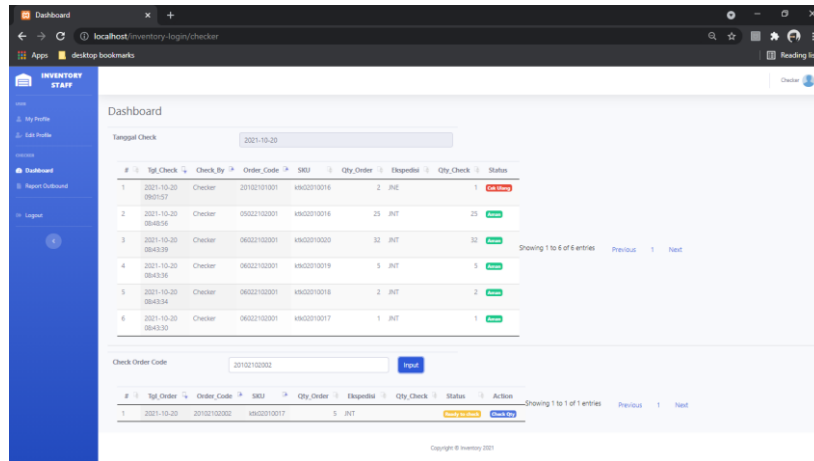 Dashboard
localhost/inventory-login/checker
Apps desktop bookmarks Reading lis
INVENTORY
STAFF
Checker
My Profile
Edit Profile
Dashboard
Report Outbound
Logout
Dashboard
Tanggal Check 2021-10-20
# Tgl_Check Check_By Order_Code SKU Qty_Order Ekspedisi Qty_Check Status
1 2021-10-20 09:01:57 Checker 20102101001 ktk02010016 2 JNE 1 Cek Ulang
2 2021-10-20 08:48:56 Checker 05022102001 ktk02010016 25 JNT 25 Aman
3 2021-10-20 08:43:39 Checker 06022102001 ktk02010020 32 JNT 32 Aman
4 2021-10-20 08:43:36 Checker 06022102001 ktk02010019 5 JNT 5 Aman
5 2021-10-20 08:43:34 Checker 06022102001 ktk02010018 2 JNT 2 Aman
6 2021-10-20 08:43:30 Checker 06022102001 ktk02010017 1 JNT 1 Aman
Showing 1 to 6 of 6 entries Previous 1 Next
Check Order Code 20102102002 Input
# Tgl_Order Order_Code SKU Qty_Order Ekspedisi Qty_Check Status Action
1 2021-10-20 20102102002 ktk02010017 5 JNT Ready to check Check Qty
Showing 1 to 1 of 1 entries Previous 1 Next
Copyright © Inventory 2021